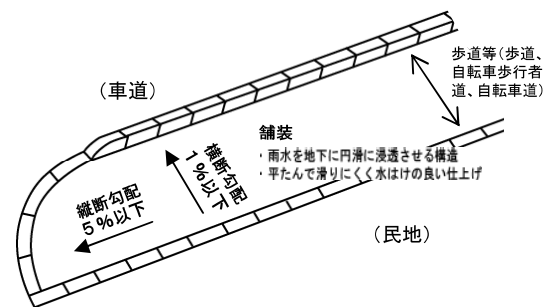 （車道）
歩道等（歩道、
自転車歩行者
道、自転車道）
舗装
・雨水を地下に円滑に浸透させる構造
・平たんで滑りにくく水はけの良い仕上げ
横断勾配
１％以下
縦断勾配
５％以下
（民地）